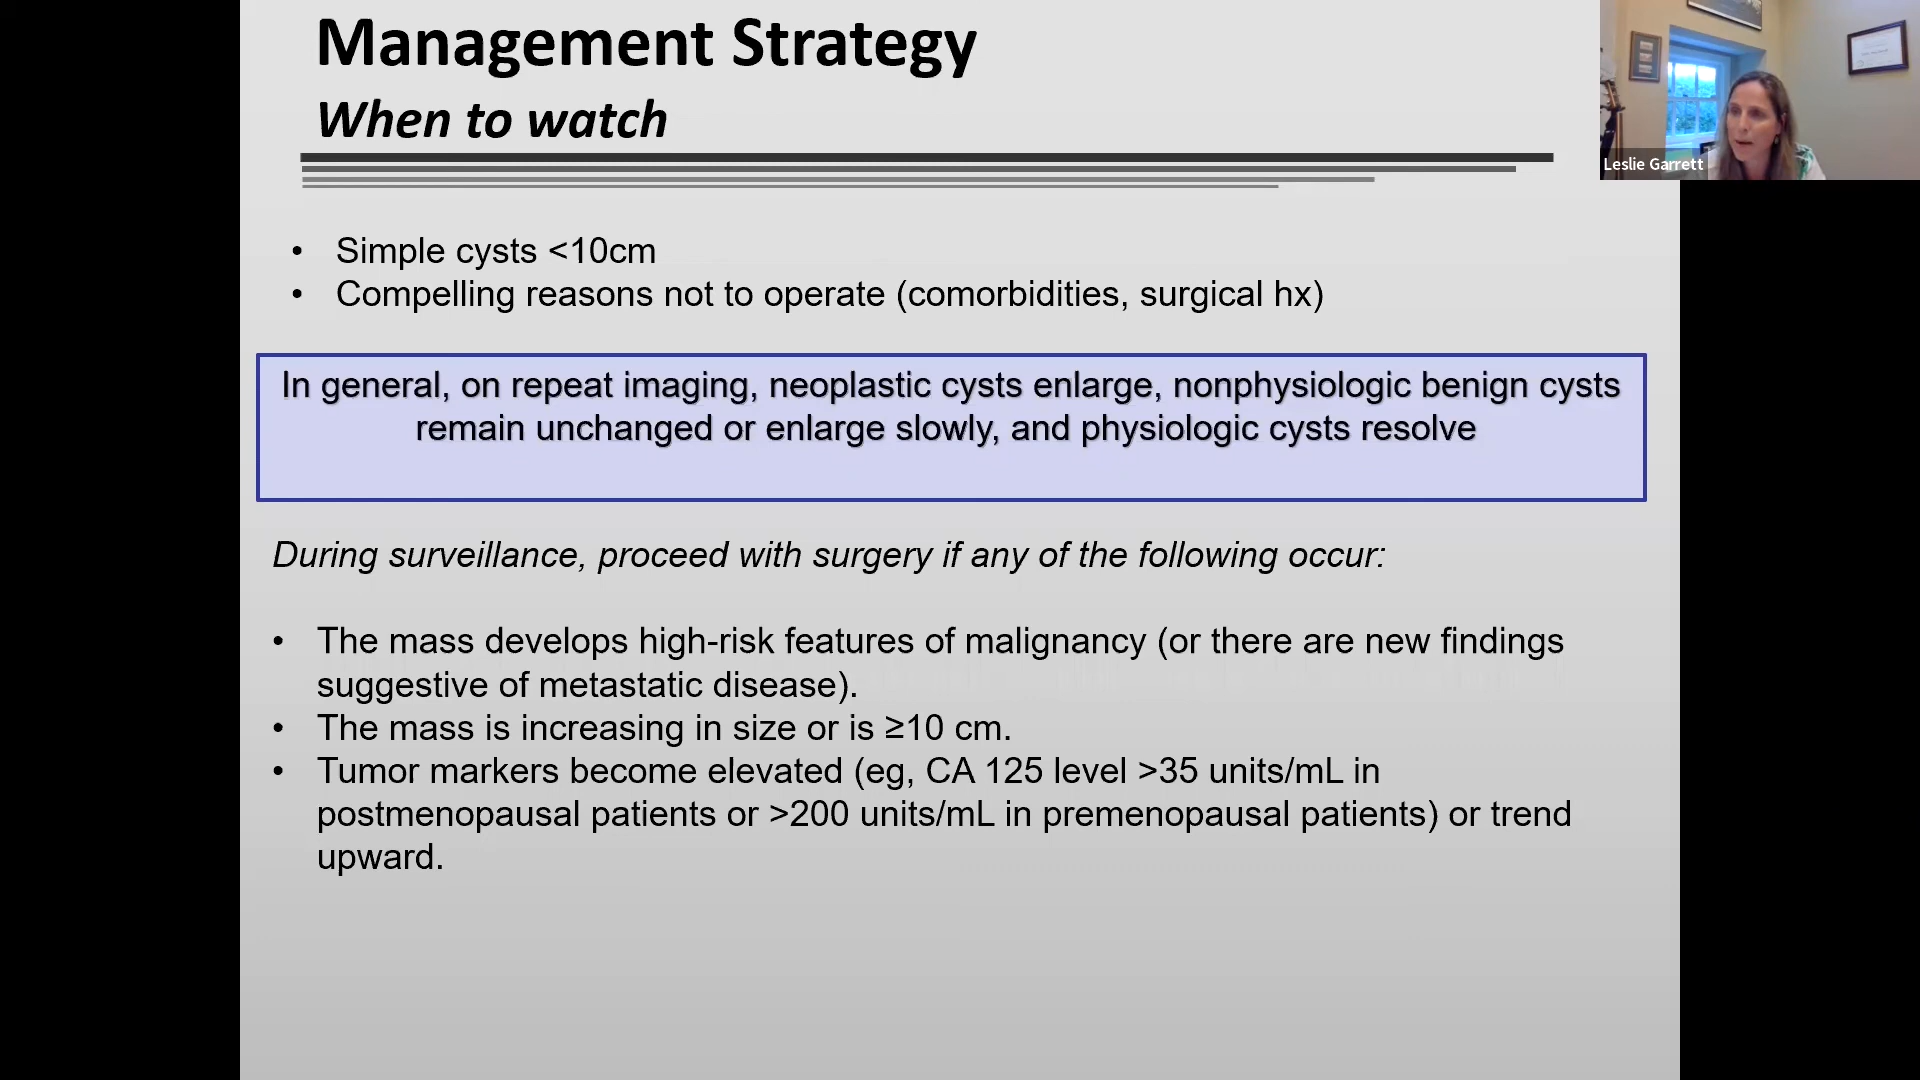 Management Strategy
When to watch
Leslie Garrett
• Simple cysts <10cm
• Compelling reasons not to operate (comorbidities, surgical hx)
In general, on repeat imaging, neoplastic cysts enlarge, nonphysiologic benign cysts
remain unchanged or enlarge slowly, and physiologic cysts resolve
During surveillance, proceed with surgery if any of the following occur:
• The mass develops high-risk features of malignancy (or there are new findings
suggestive of metastatic disease).
• The mass is increasing in size or is ≥10 cm.
• Tumor markers become elevated (eg, CA 125 level >35 units/mL in
postmenopausal patients or >200 units/mL in premenopausal patients) or trend
upward.